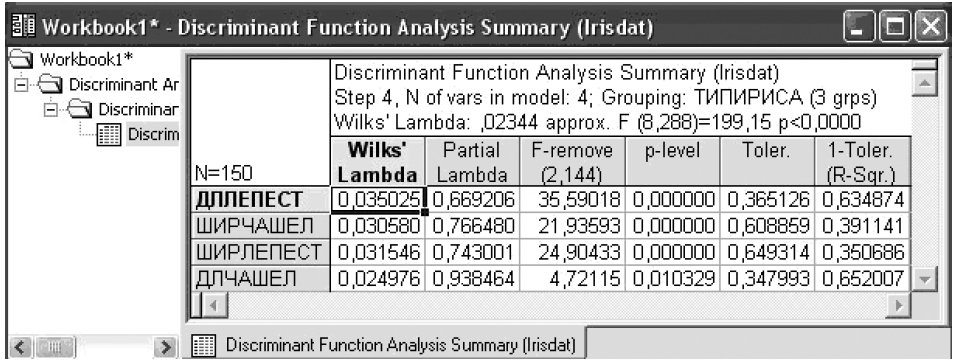 Workbook1* - Discriminant Function Analysis Summary (Irisdat)
Workbook1*
Discriminant Ar
Discriminar
Discrim
Discriminant Function Analysis Summary (Irisdat)
Step 4, N of vars in model: 4; Grouping: ТИПИРИСА (3 grps)
Wilks' Lambda: ,02344 approx. F (8,288)=199,15 p<0,0000
N=150 Wilks' Lambda Partial Lambda F-remove (2,144) p-level Toler. 1-Toler. (R-Sqr.)
ДЛЛЕПЕСТ 0,035025 0,669206 35,59018 0,000000 0,365126 0,634874
ШИРЧАШЕЛ 0,030580 0,766480 21,93593 0,000000 0,608859 0,391141
ШИРЛЕПЕСТ 0,031546 0,743001 24,90433 0,000000 0,649314 0,350686
ДЛЧАШЕЛ 0,024976 0,938464 4,72115 0,010329 0,347993 0,652007
Discriminant Function Analysis Summary (Irisdat)